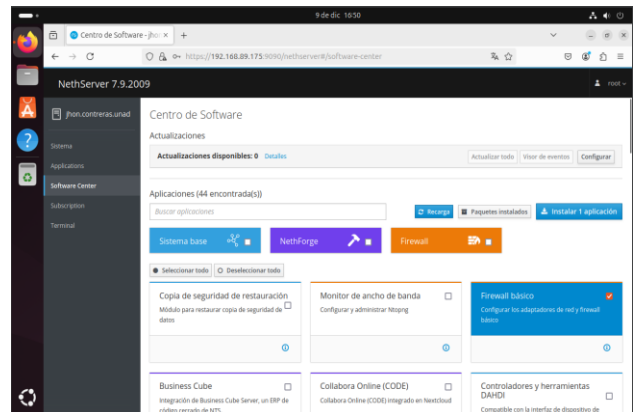 9 de dic 16:50
Centro de Software - jhon
https://192.168.89.175:9090/nethserver#/software-center
NethServer 7.9.2009
root
jhon.contreras.unad
Sistema
Applications
Software Center
Subscription
Terminal
Centro de Software
Actualizaciones
Actualizaciones disponibles: 0 Detalles
Actualizar todo
Visor de eventos
Configurar
Aplicaciones (44 encontrada(s))
Buscar aplicaciones
Recarga
Paquetes instalados
Instalar 1 aplicación
Sistema base
NethForge
Firewall
Seleccionar todo
Deseleccionar todo
Copia de seguridad de restauración
Módulo para restaurar copia de seguridad de
datos
Monitor de ancho de banda
Configurar y administrar Ntopng
Firewall básico
Configurar los adaptadores de red y firewall
básico.
Business Cube
Integración de Business Cube Server, un ERP de
código cerrado de NTS
Collabora Online (CODE)
Collabora Online (CODE) integrado en Nextcloud
Controladores y herramientas
DAHDI
Compatible con la interfaz de dispositivo de